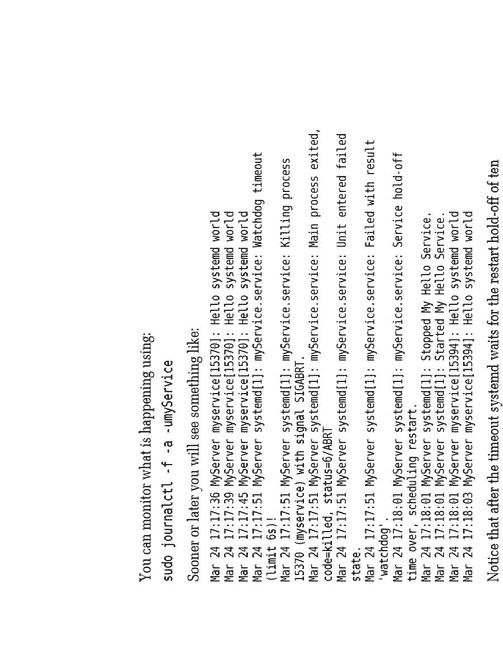 You can monitor what is happening using:
sudo journalctl -f -a -umyService
Sooner or later you will see something like:
Mar 24 17:17:36 MyServer myservice[15370]: Hello systemd world
Mar 24 17:17:39 MyServer myservice[15370]: Hello systemd world
Mar 24 17:17:45 MyServer myservice[15370]: Hello systemd world
Mar 24 17:17:51 MyServer systemd[1]: myService.service: Watchdog timeout
(limit 6s)!
Mar 24 17:17:51 MyServer systemd[1]: myService.service: Killing process
15370 (myservice) with signal SIGABRT.
Mar 24 17:17:51 MyServer systemd[1]: myService.service: Main process exited,
code=killed, status=6/ABRT
Mar 24 17:17:51 MyServer systemd[1]: myService.service: Unit entered failed
state.
Mar 24 17:17:51 MyServer systemd[1]: myService.service: Failed with result
'watchdog'.
Mar 24 17:18:01 MyServer systemd[1]: myService.service: Service hold-off
time over, scheduling restart.
Mar 24 17:18:01 MyServer systemd[1]: Stopped My Hello Service.
Mar 24 17:18:01 MyServer systemd[1]: Started My Hello Service.
Mar 24 17:18:01 MyServer myservice[15394]: Hello systemd world
Mar 24 17:18:03 MyServer myservice[15394]: Hello systemd world
Notice that after the timeout systemd waits for the restart hold-off of ten